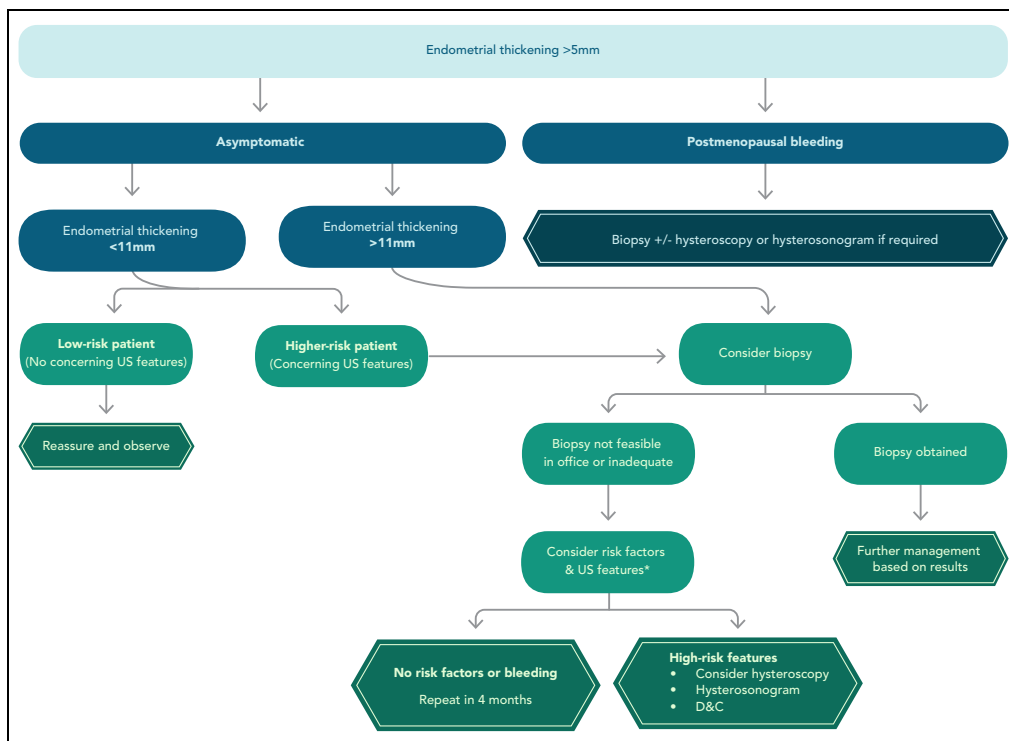 Endometrial thickening >5mm
Asymptomatic
Postmenopausal bleeding
Endometrial thickening
<11mm
Endometrial thickening
>11mm
Biopsy +/- hysteroscopy or hysterosonogram if required
Low-risk patient
(No concerning US features)
Higher-risk patient
(Concerning US features)
Consider biopsy
Reassure and observe
Biopsy not feasible
in office or inadequate
Biopsy obtained
Consider risk factors
& US features*
Further management
based on results
No risk factors or bleeding
Repeat in 4 months
High-risk features
• Consider hysteroscopy
• Hysterosonogram
• D&C